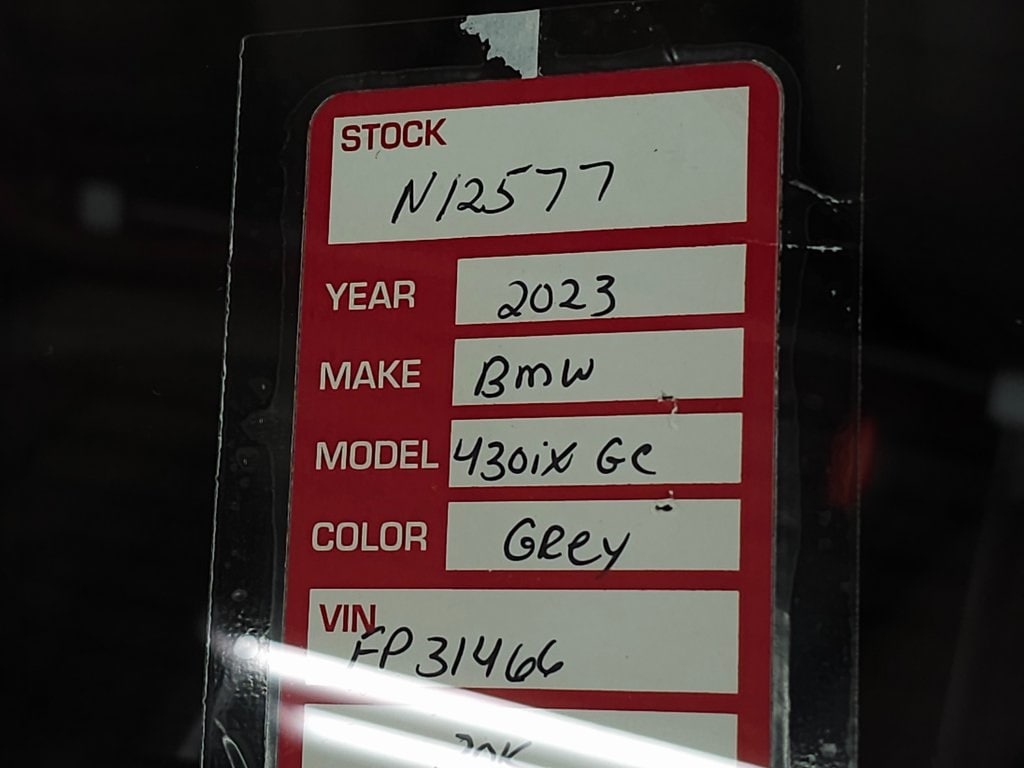 STOCK
N12577
YEAR 2023
MAKE BMW
MODEL 430ix GC
COLOR GReY
VIN
FP31466